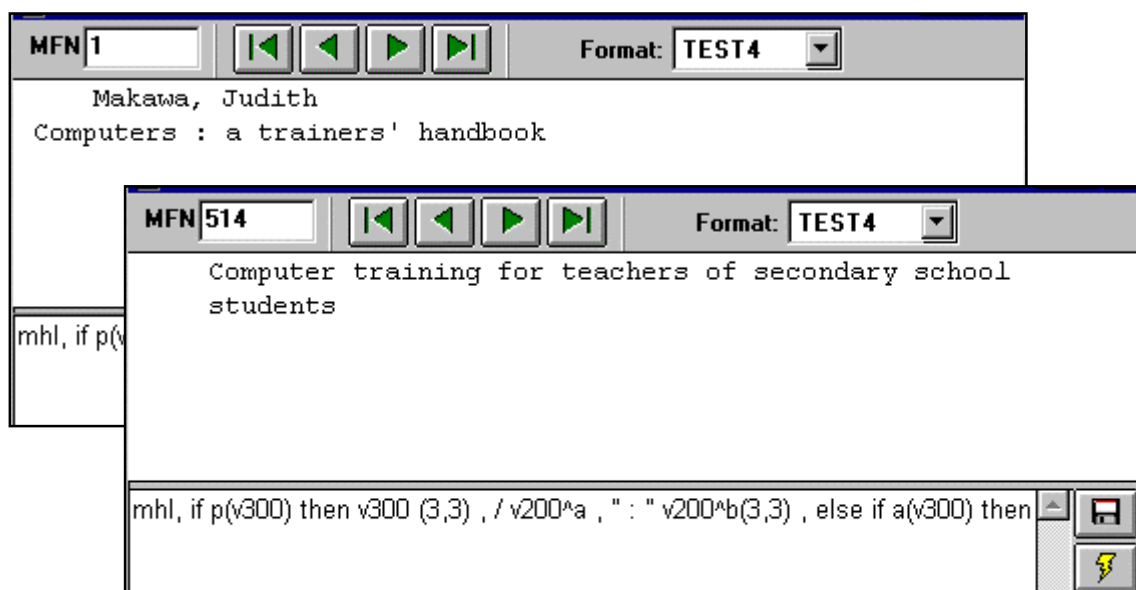 MFN 1 Format: TEST4
Makawa, Judith
Computers : a trainers' handbook
mhl, if p(v
MFN 514 Format: TEST4
Computer training for teachers of secondary school
students
mhl, if p(v300) then v300 (3,3) , / v200^a , " : " v200^b(3,3) , else if a(v300) then